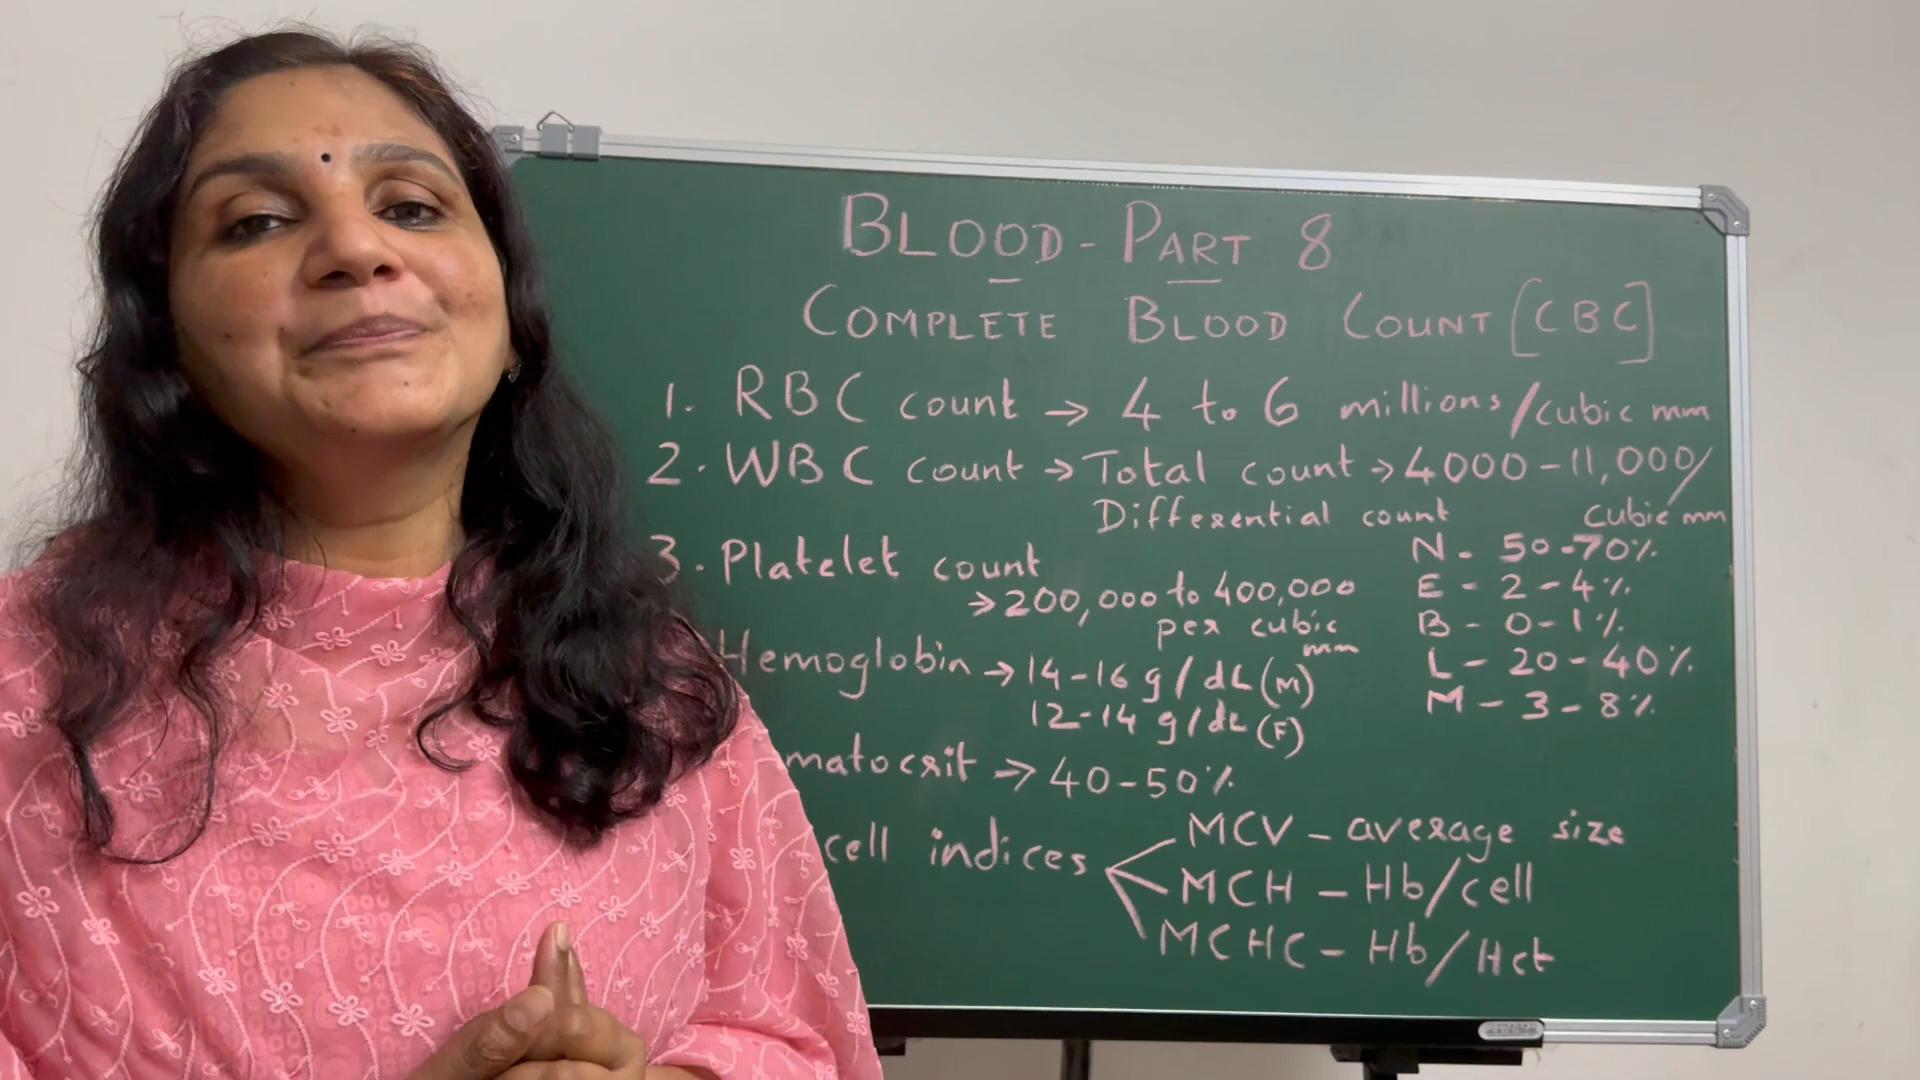 BLOOD - PART 8
COMPLETE BLOOD COUNT [CBC]
1. RBC count → 4 to 6 millions/cubic mm
2. WBC count → Total count → 4000-11,000/
cubic mm
Differential count
N - 50-70%
E - 2-4%
B - 0-1%
L - 20-40%
M - 3-8%
3. Platelet count
→ 200,000 to 400,000
per cubic
mm
Hemoglobin → 14-16 g/dL (M)
12-14 g/dL (F)
matocrit → 40-50%
cell indices
MCV - average size
MCH - Hb/cell
MCHC - Hb/Hct